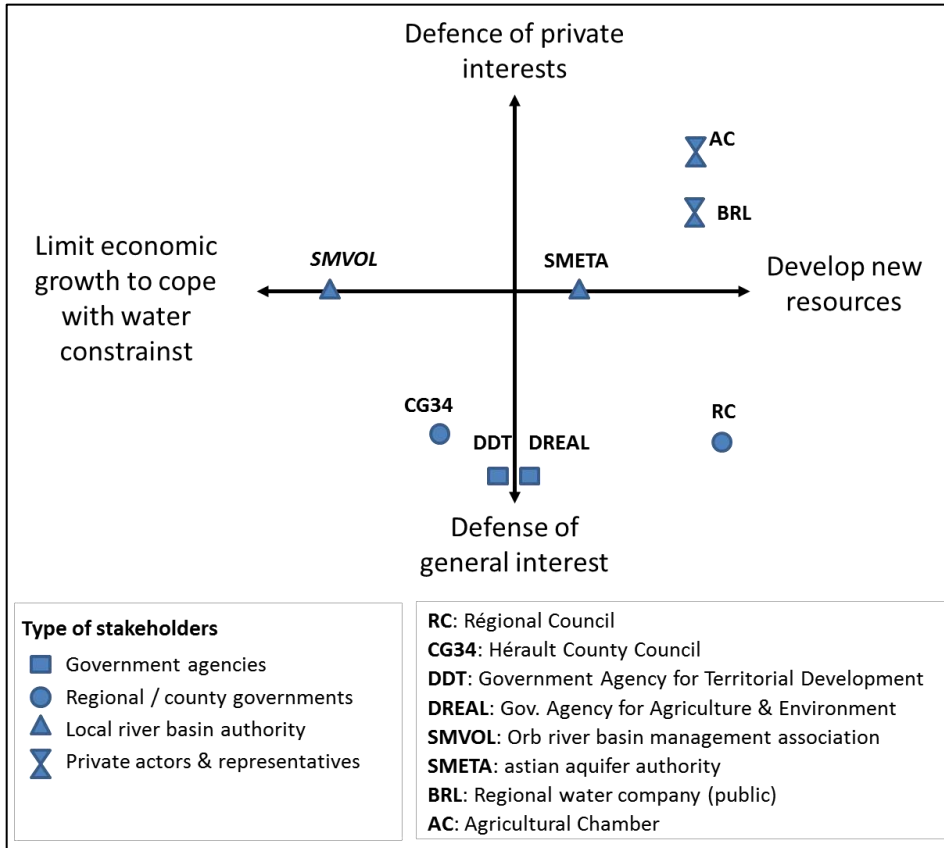 Defence of private
interests
AC
BRL
Limit economic
growth to cope
with water
constrainst
SMVOL
SMETA
Develop new
resources
CG34
RC
DDT
DREAL
Defense of
general interest
Type of stakeholders
Government agencies
Regional / county governments
Local river basin authority
Private actors & representatives
RC: Régional Council
CG34: Hérault County Council
DDT: Government Agency for Territorial Development
DREAL: Gov. Agency for Agriculture & Environment
SMVOL: Orb river basin management association
SMETA: astian aquifer authority
BRL: Regional water company (public)
AC: Agricultural Chamber